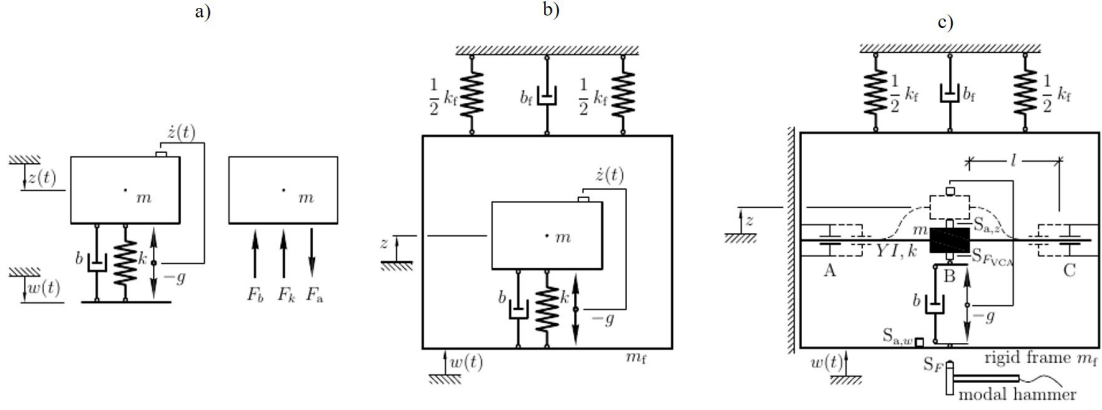 a)
ż(t)
z(t)
m
b
k
−g
w(t)
m
F_b F_k F_a
b)
1/2 k_f
b_f
1/2 k_f
ż(t)
z
m
b
k
−g
w(t)
m_f
c)
1/2 k_f
b_f
1/2 k_f
l
z
m
S_a,z
YI, k
S_F_VCA
A
B
C
b
−g
S_a,w
w(t)
rigid frame m_f
S_F
modal hammer